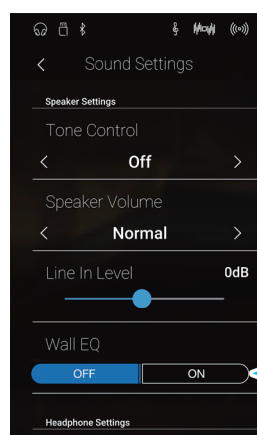 Sound Settings
Speaker Settings
Tone Control
Off
Speaker Volume
Normal
Line In Level 0dB
Wall EQ
OFF ON
Headphone Settings